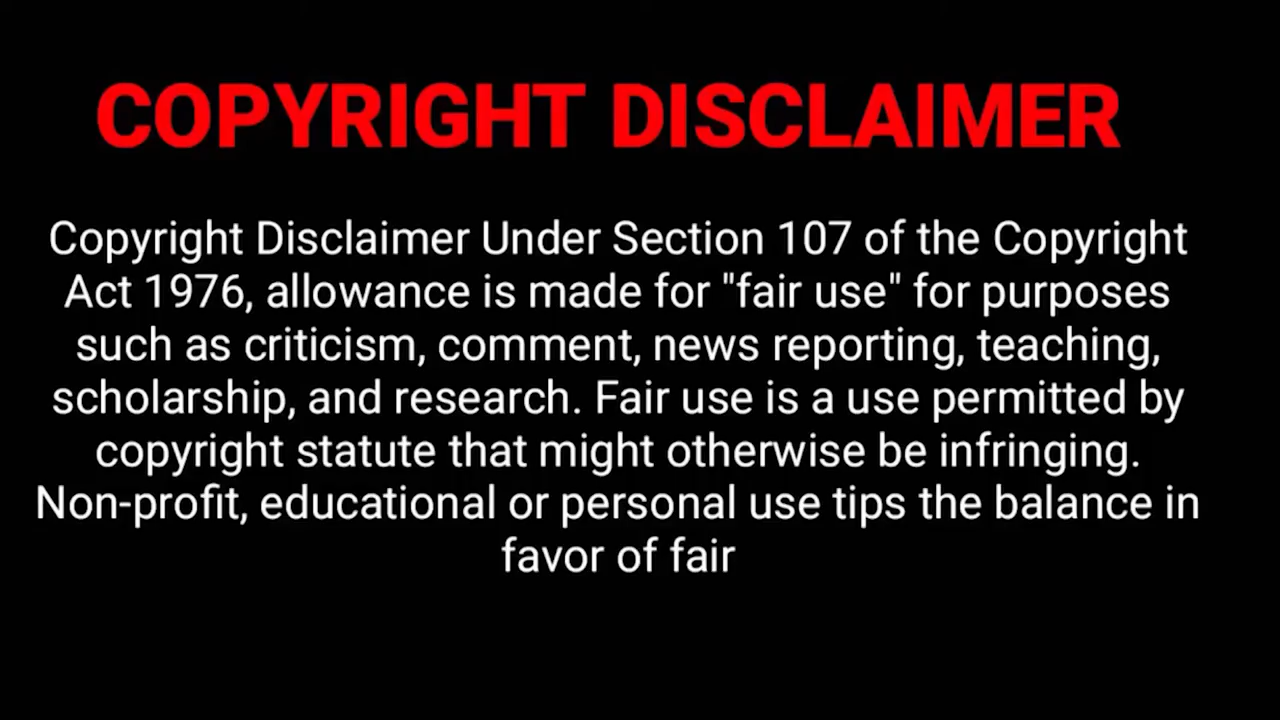 COPYRIGHT DISCLAIMER
Copyright Disclaimer Under Section 107 of the Copyright
Act 1976, allowance is made for "fair use" for purposes
such as criticism, comment, news reporting, teaching,
scholarship, and research. Fair use is a use permitted by
copyright statute that might otherwise be infringing.
Non-profit, educational or personal use tips the balance in
favor of fair